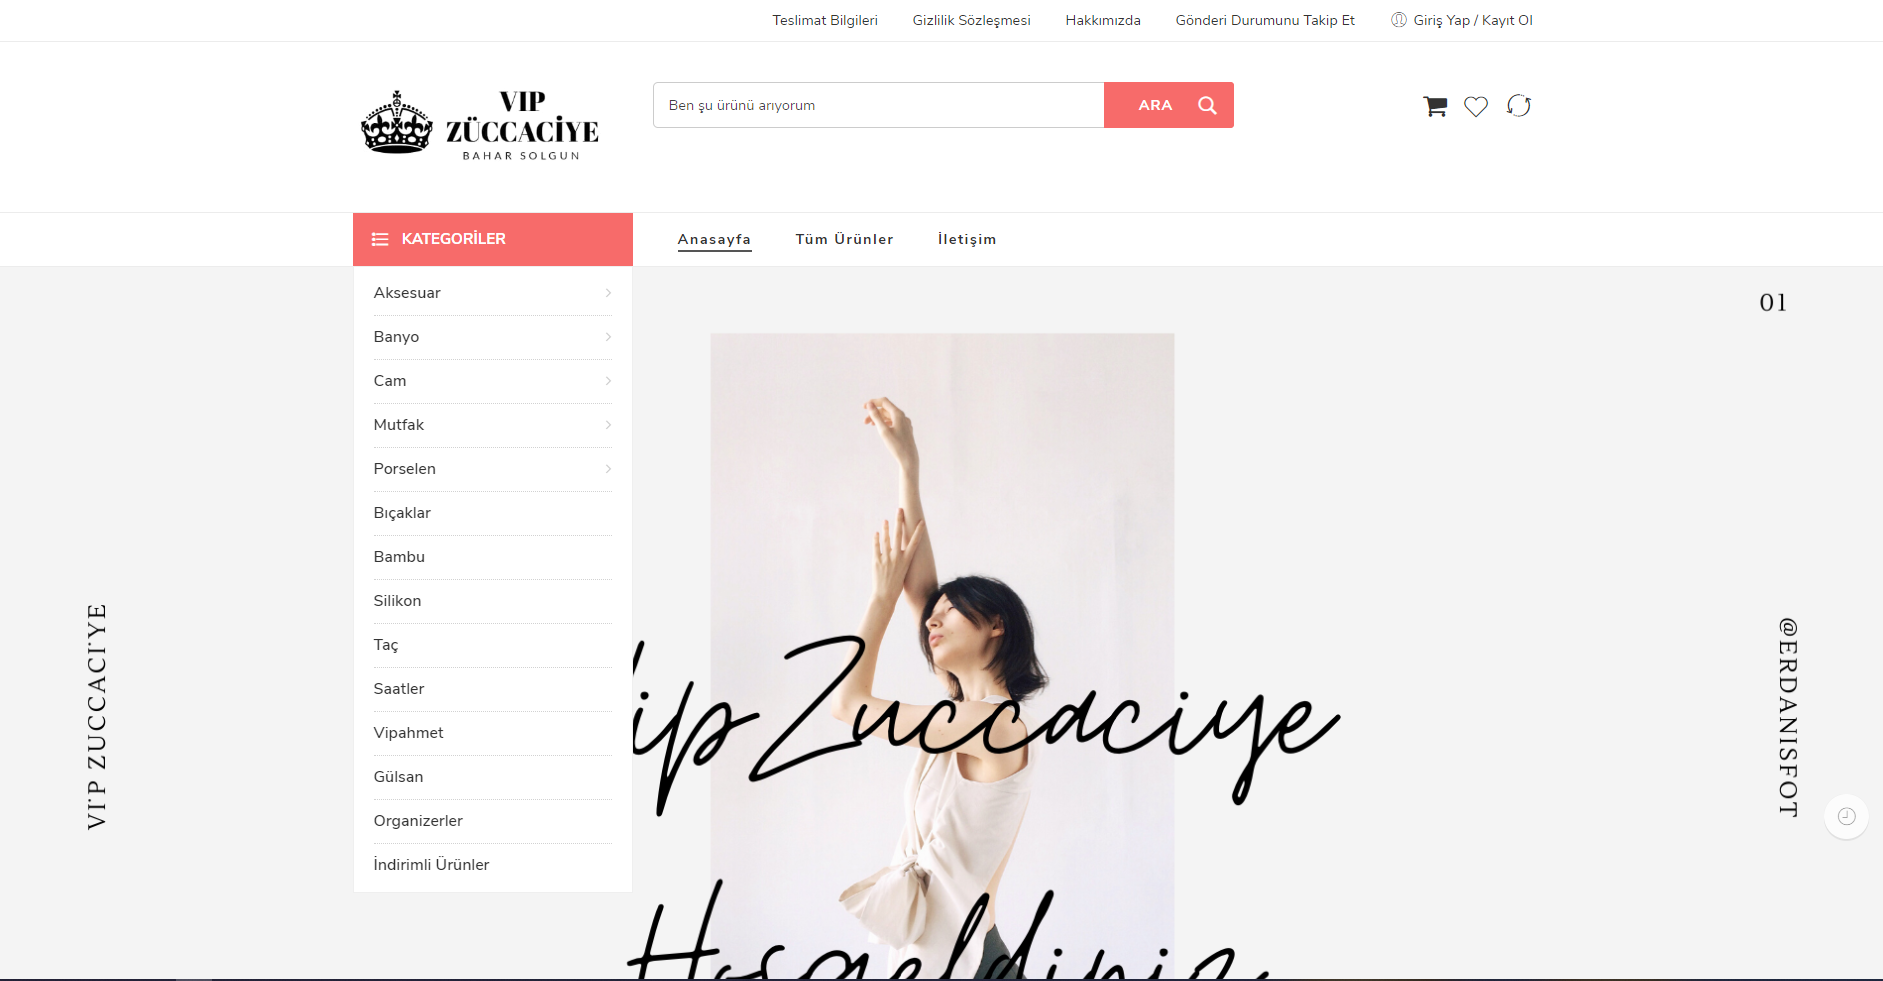 Teslimat Bilgileri Gizlilik Sözleşmesi Hakkımızda Gönderi Durumunu Takip Et Giriş Yap / Kayıt Ol
VIP
ZÜCCACİYE
BAHAR SOLGUN
Ben şu ürünü arıyorum ARA
KATEGORİLER Anasayfa Tüm Ürünler İletişim
Aksesuar
Banyo
Cam
Mutfak
Porselen
Bıçaklar
Bambu
Silikon
Taç
Saatler
Vipahmet
Gülsan
Organizerler
İndirimli Ürünler
01
VİP ZUCCACİYE
Vip Zuccaciye
Hosgeldiniz
@ERDANISFOT